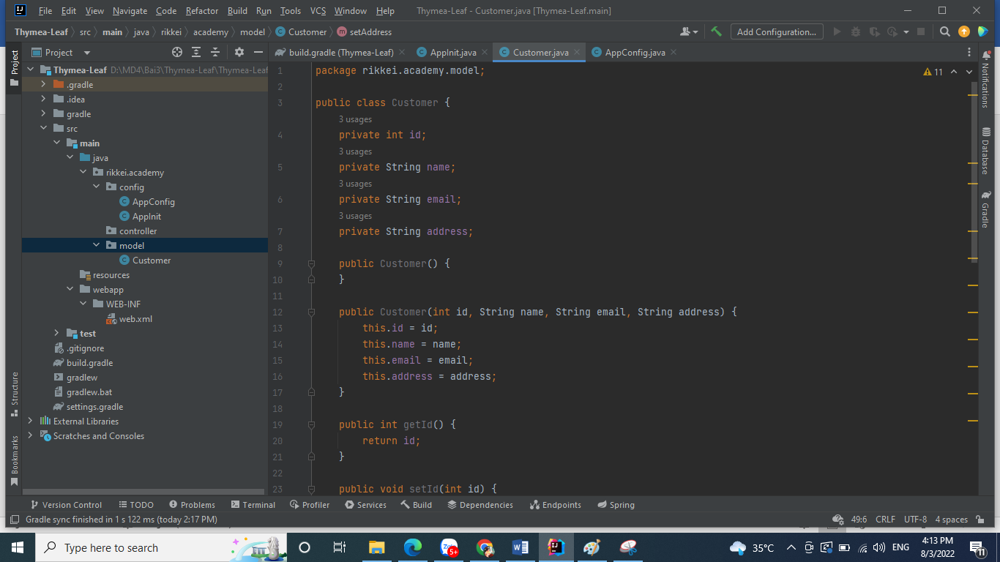 File Edit View Navigate Code Refactor Build Run Tools VCS Window Help Thymea-Leaf - Customer.java [Thymea-Leaf.main]
Thymea-Leaf src main java rikkei academy model Customer setAddress Add Configuration...
Project
Project
build.gradle (Thymea-Leaf) AppInit.java Customer.java AppConfig.java
Thymea-Leaf D:\MD4\Bai3\Thymea-Leaf\Thymea-Leaf
.gradle
.idea
gradle
src
main
java
rikkei.academy
config
AppConfig
AppInit
controller
model
Customer
resources
webapp
WEB-INF
web.xml
test
.gitignore
build.gradle
gradlew
gradlew.bat
settings.gradle
External Libraries
Scratches and Consoles
Structure
Bookmarks
1 package rikkei.academy.model;
2
3 public class Customer {
3 usages
4 private int id;
3 usages
5 private String name;
3 usages
6 private String email;
3 usages
7 private String address;
8
9 public Customer() {
10 }
11
12 public Customer(int id, String name, String email, String address) {
13 this.id = id;
14 this.name = name;
15 this.email = email;
16 this.address = address;
17 }
18
19 public int getId() {
20 return id;
21 }
22
23 public void setId(int id) {
11
Notifications
Database
Gradle
Version Control TODO Problems Terminal Profiler Services Build Dependencies Endpoints Spring
Gradle sync finished in 1 s 122 ms (today 2:17 PM) 49:6 CRLF UTF-8 4 spaces
Type here to search
5+
35°C ENG
4:13 PM
8/3/2022
11